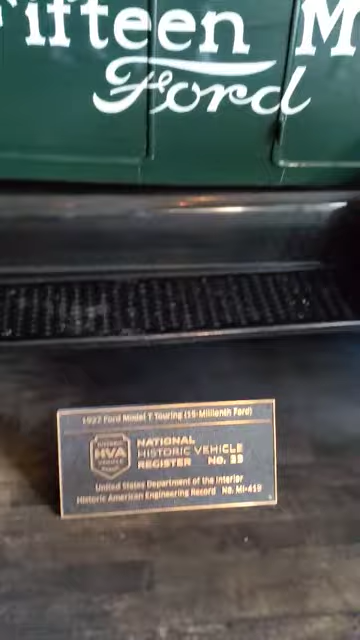 Fifteen M
Ford
1927 Ford Model T Touring (15-Millionth Ford)
HVA
NATIONAL
HISTORIC VEHICLE
REGISTER No. 23
United States Department of the Interior
Historic American Engineering Record No. MI-419